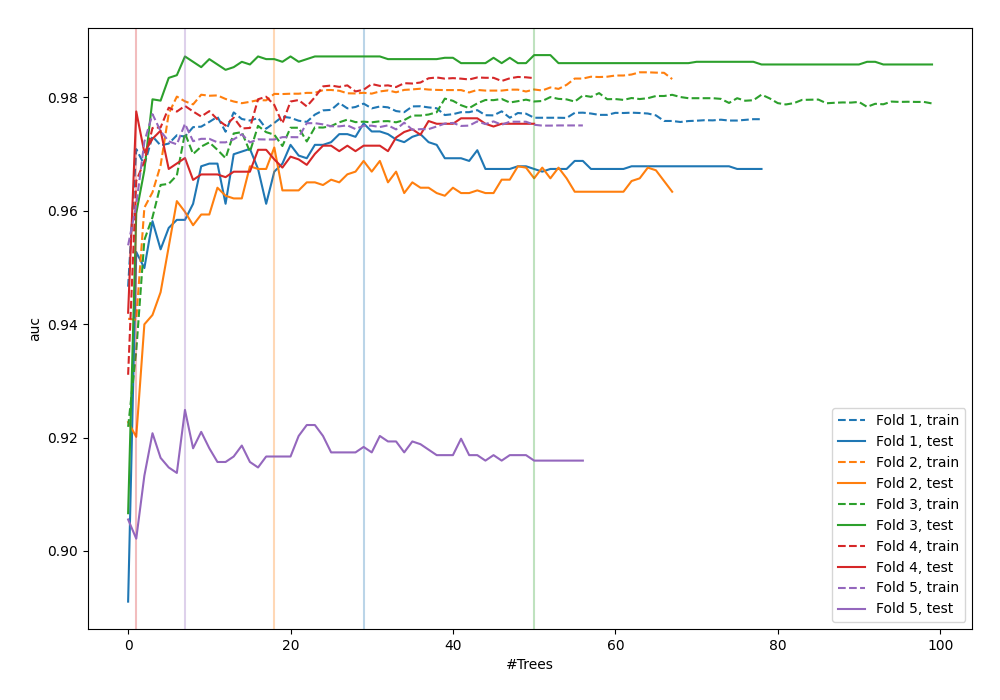 0.98
0.96
0.94
0.92
0.90
auc
0
20
40
60
80
100
#Trees
Fold 1, train
Fold 1, test
Fold 2, train
Fold 2, test
Fold 3, train
Fold 3, test
Fold 4, train
Fold 4, test
Fold 5, train
Fold 5, test